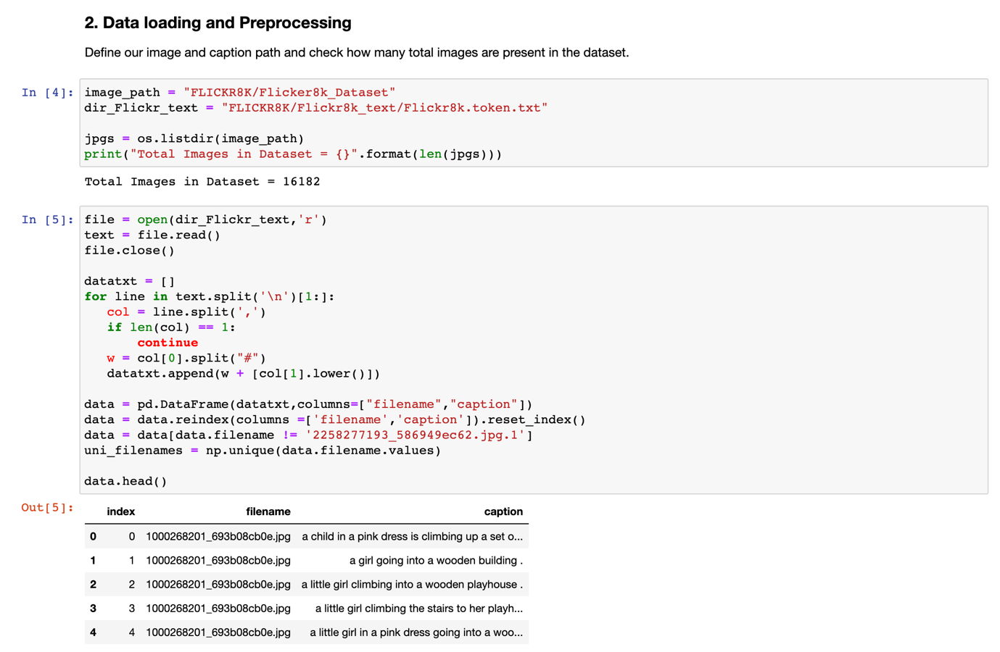 2. Data loading and Preprocessing
Define our image and caption path and check how many total images are present in the dataset.
In [4]: image_path = "FLICKR8K/Flicker8k_Dataset"
dir_Flickr_text = "FLICKR8K/Flickr8k_text/Flickr8k.token.txt"
jpgs = os.listdir(image_path)
print("Total Images in Dataset = {}".format(len(jpgs)))
Total Images in Dataset = 16182
In [5]: file = open(dir_Flickr_text,'r')
text = file.read()
file.close()
datatxt = []
for line in text.split('\n')[1:]:
   col = line.split(',')
   if len(col) == 1:
       continue
   w = col[0].split("#")
   datatxt.append(w + [col[1].lower()])
data = pd.DataFrame(datatxt,columns=["filename","caption"])
data = data.reindex(columns =['filename','caption']).reset_index()
data = data[data.filename != '2258277193_586949ec62.jpg.1']
uni_filenames = np.unique(data.filename.values)
data.head()
Out[5]:
index filename caption
0 0 1000268201_693b08cb0e.jpg a child in a pink dress is climbing up a set o...
1 1 1000268201_693b08cb0e.jpg a girl going into a wooden building .
2 2 1000268201_693b08cb0e.jpg a little girl climbing into a wooden playhouse .
3 3 1000268201_693b08cb0e.jpg a little girl climbing the stairs to her playh...
4 4 1000268201_693b08cb0e.jpg a little girl in a pink dress going into a woo...